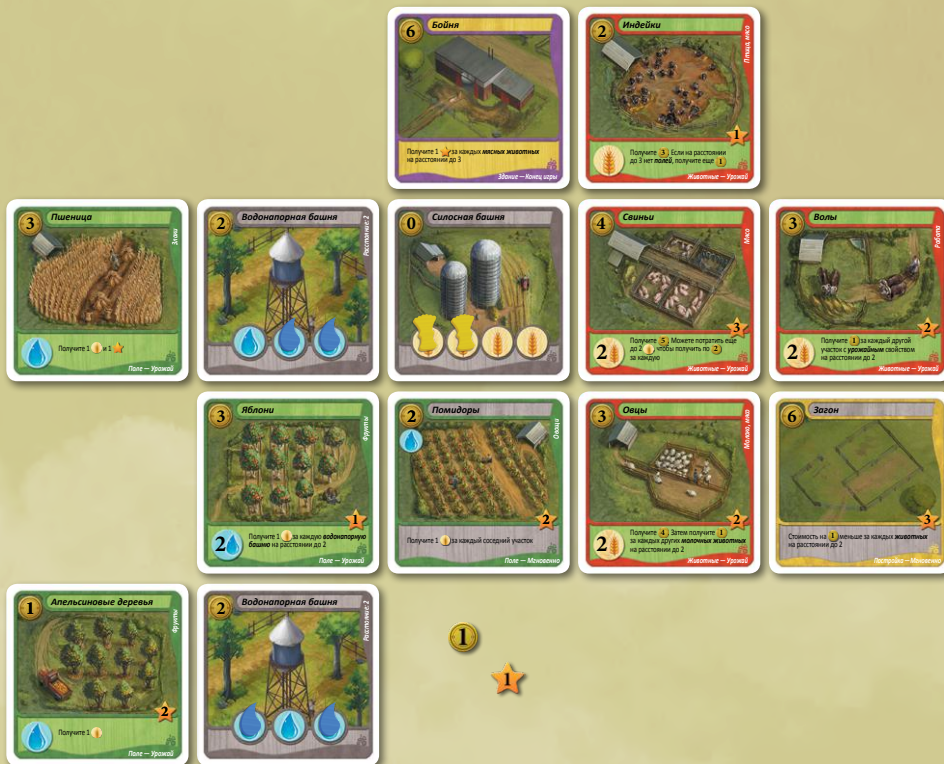 6
Бойня
Получите 1 за каждых мясных животных
на расстоянии до 3
Здание — Конец игры
2
Индейки
Птица, мясо
1
Получите 3 Если на расстоянии
до 3 нет полей, получите еще 1
Животные — Урожай
3
Пшеница
Злаки
Получите 1 и 1
Поле — Урожай
2
Водонапорная башня
Расстояние: 2
0
Силосная башня
4
Свиньи
Мясо
3
2
Получите 5 Можете потратить еще
до 2 чтобы получить по 2
за каждую
Животные — Урожай
3
Волы
Работа
2
2
Получите 1 за каждый другой
участок с урожайным свойством
на расстоянии до 2
Животные — Урожай
3
Яблони
Фрукты
1
2
Получите 1 за каждую водонапорную
башню на расстоянии до 2
Поле — Урожай
2
Помидоры
Овощи
2
Получите 1 за каждый соседний участок
Поле — Мгновенно
3
Овцы
Молоко, мясо
2
2
Получите 4 Затем получите 1
за каждых других молочных животных
на расстоянии до 2
Животные — Урожай
6
Загон
3
Стоимость на 1 меньше за каждых животных
на расстоянии до 2
Постройка — Мгновенно
1
Апельсиновые деревья
Фрукты
2
Получите 1
Поле — Урожай
2
Водонапорная башня
Расстояние: 2
1
1